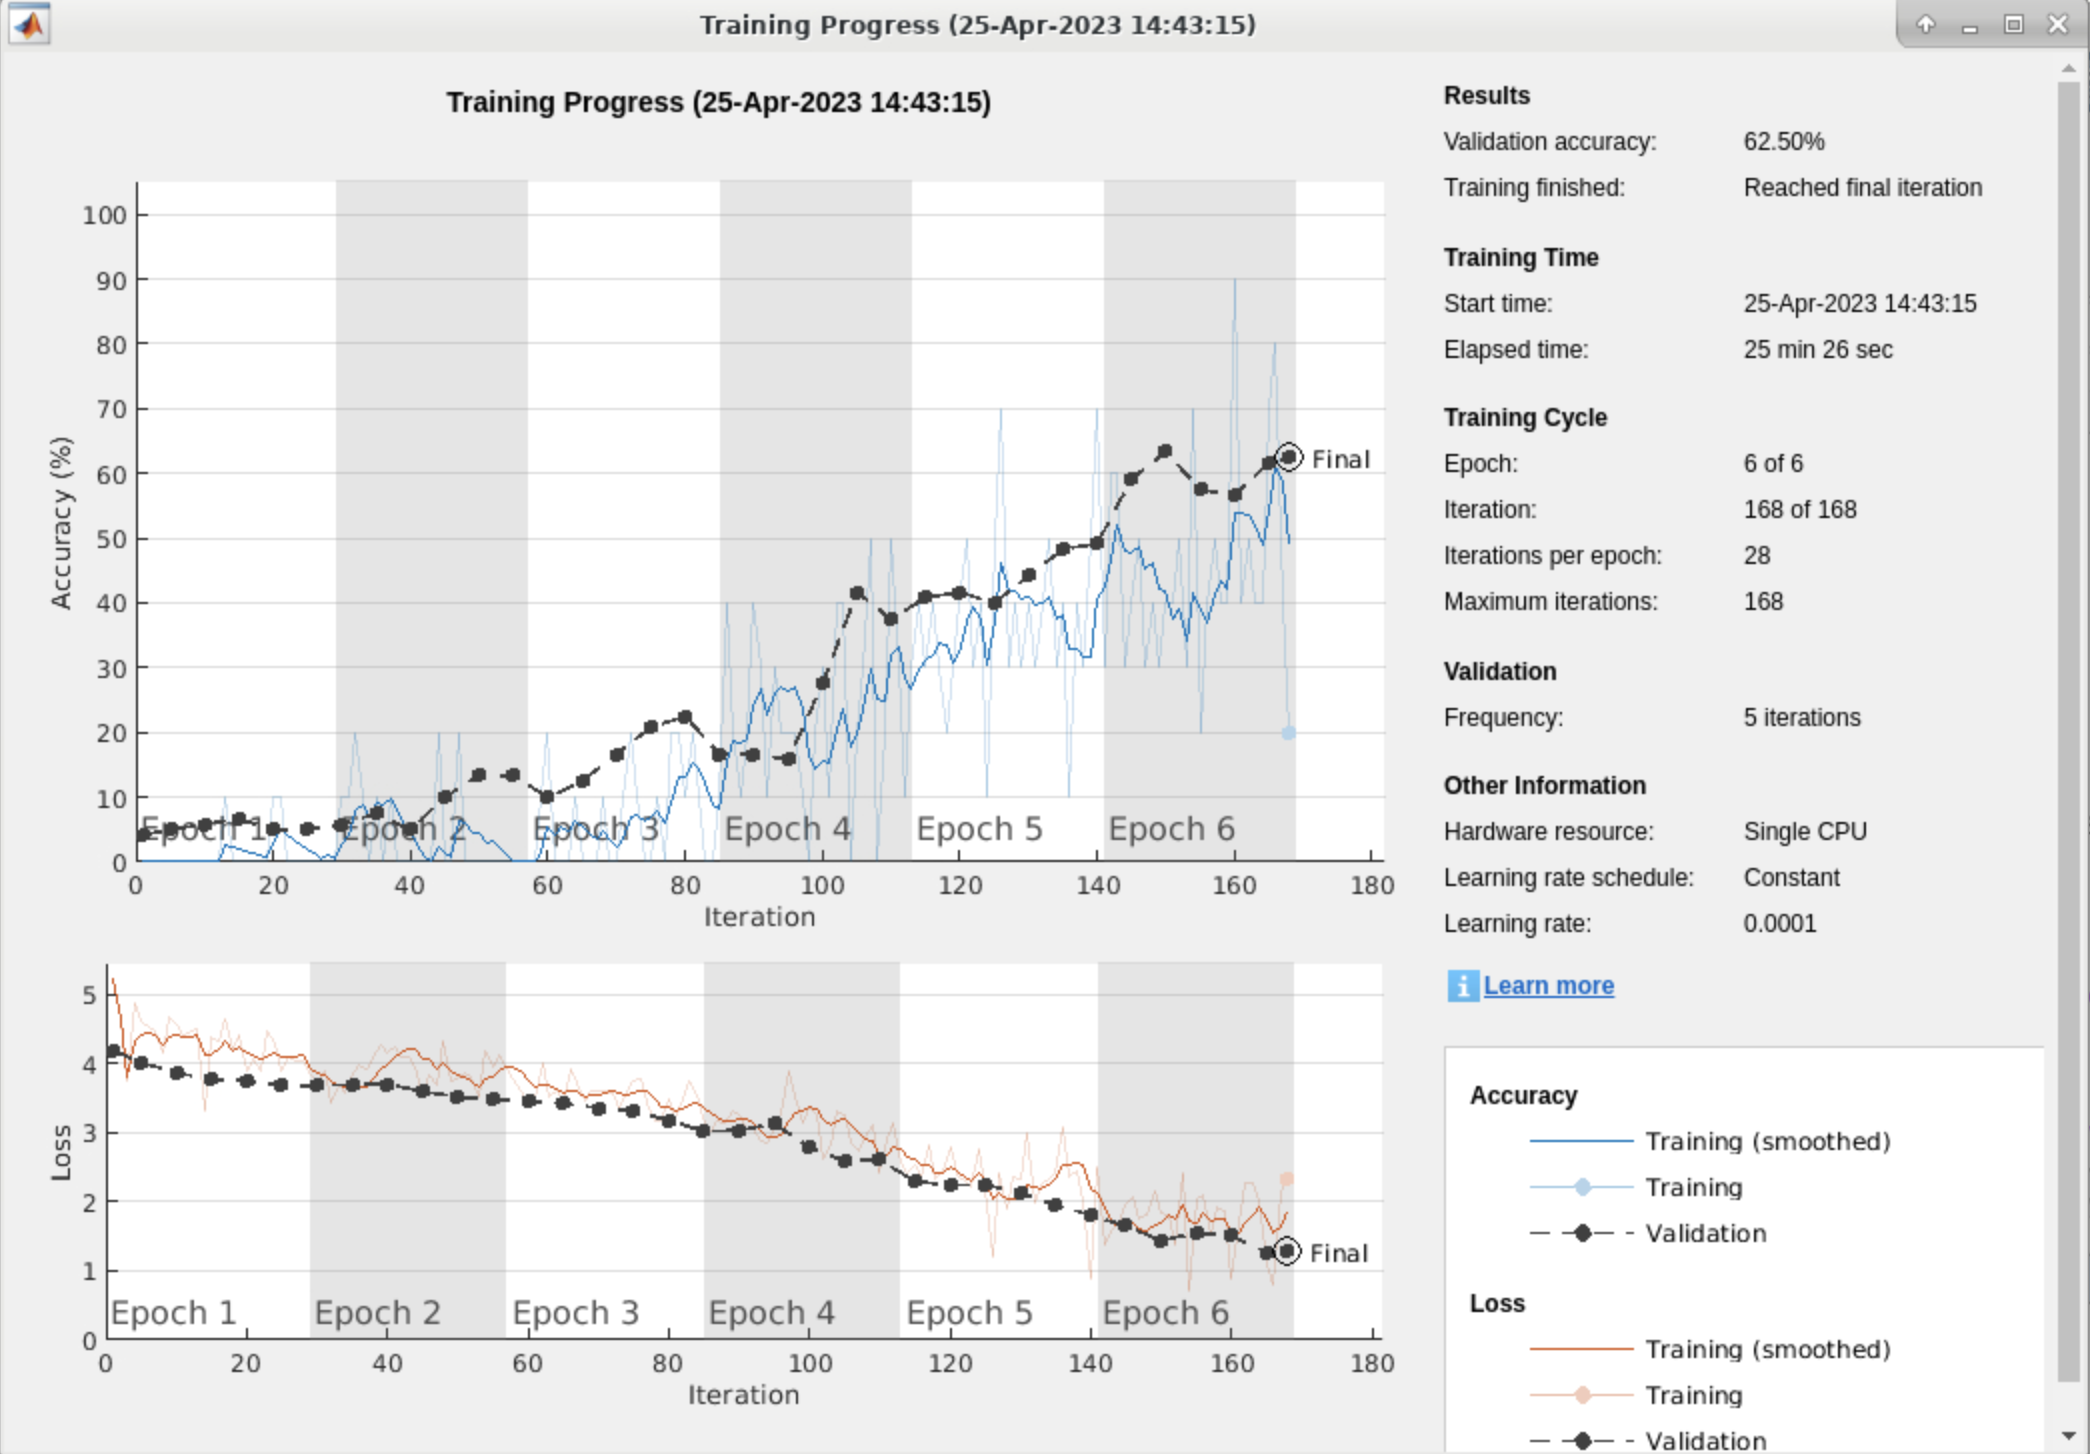 Training Progress (25-Apr-2023 14:43:15)
Training Progress (25-Apr-2023 14:43:15)
Accuracy (%)
100
90
80
70
60
50
40
30
20
10
0
Epoch 1
Epoch 2
Epoch 3
Epoch 4
Epoch 5
Epoch 6
Final
0 20 40 60 80 100 120 140 160 180
Iteration
Loss
5
4
3
2
1
0
Epoch 1
Epoch 2
Epoch 3
Epoch 4
Epoch 5
Epoch 6
Final
0 20 40 60 80 100 120 140 160 180
Iteration
Results
Validation accuracy: 62.50%
Training finished: Reached final iteration
Training Time
Start time: 25-Apr-2023 14:43:15
Elapsed time: 25 min 26 sec
Training Cycle
Epoch: 6 of 6
Iteration: 168 of 168
Iterations per epoch: 28
Maximum iterations: 168
Validation
Frequency: 5 iterations
Other Information
Hardware resource: Single CPU
Learning rate schedule: Constant
Learning rate: 0.0001
i Learn more
Accuracy
Training (smoothed)
Training
Validation
Loss
Training (smoothed)
Training
Validation